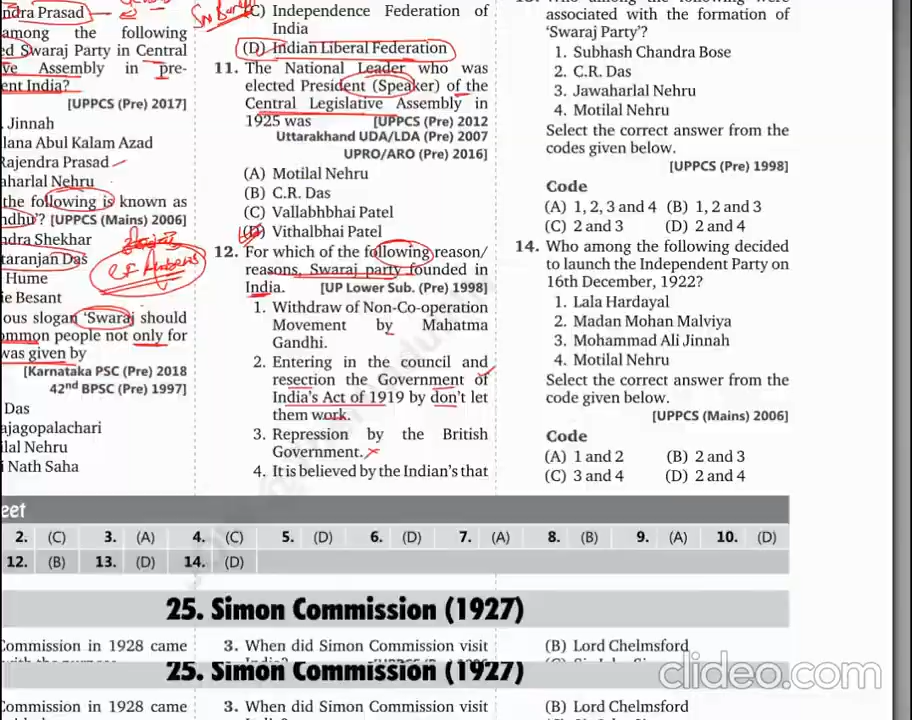 ndra Prasad
among the following
ed Swaraj Party in Central
ve Assembly in pre-
ent India?
[UPPCS (Pre) 2017]
. Jinnah
lana Abul Kalam Azad
Rajendra Prasad
aharlal Nehru
the following is known as
ndhu'? [UPPCS (Mains) 2006]
ndra Shekhar
taranjan Das
Hume
ie Besant
ous slogan 'Swaraj should
ommon people not only for
was given by
[Karnataka PSC (Pre) 2018
42nd BPSC (Pre) 1997]
Das
ajagopalachari
ilal Nehru
i Nath Saha
(C) Independence Federation of
India
(D) Indian Liberal Federation
11. The National Leader who was
elected President (Speaker) of the
Central Legislative Assembly in
1925 was [UPPCS (Pre) 2012
Uttarakhand UDA/LDA (Pre) 2007
UPRO/ARO (Pre) 2016]
(A) Motilal Nehru
(B) C.R. Das
(C) Vallabhbhai Patel
(D) Vithalbhai Patel
12. For which of the following reason/
reasons, Swaraj party founded in
India. [UP Lower Sub. (Pre) 1998]
1. Withdraw of Non-Co-operation
Movement by Mahatma
Gandhi.
2. Entering in the council and
resection the Government of
India's Act of 1919 by don't let
them work.
3. Repression by the British
Government.
4. It is believed by the Indian's that
associated with the formation of
'Swaraj Party'?
1. Subhash Chandra Bose
2. C.R. Das
3. Jawaharlal Nehru
4. Motilal Nehru
Select the correct answer from the
codes given below.
[UPPCS (Pre) 1998]
Code
(A) 1, 2, 3 and 4 (B) 1, 2 and 3
(C) 2 and 3 (D) 2 and 4
14. Who among the following decided
to launch the Independent Party on
16th December, 1922?
1. Lala Hardayal
2. Madan Mohan Malviya
3. Mohammad Ali Jinnah
4. Motilal Nehru
Select the correct answer from the
code given below.
[UPPCS (Mains) 2006]
Code
(A) 1 and 2 (B) 2 and 3
(C) 3 and 4 (D) 2 and 4
eet
2. (C) 3. (A) 4. (C) 5. (D) 6. (D) 7. (A) 8. (B) 9. (A) 10. (D)
12. (B) 13. (D) 14. (D)
25. Simon Commission (1927)
Commission in 1928 came
3. When did Simon Commission visit
(B) Lord Chelmsford
25. Simon Commission (1927)
Commission in 1928 came
3. When did Simon Commission visit
(B) Lord Chelmsford
clideo.com